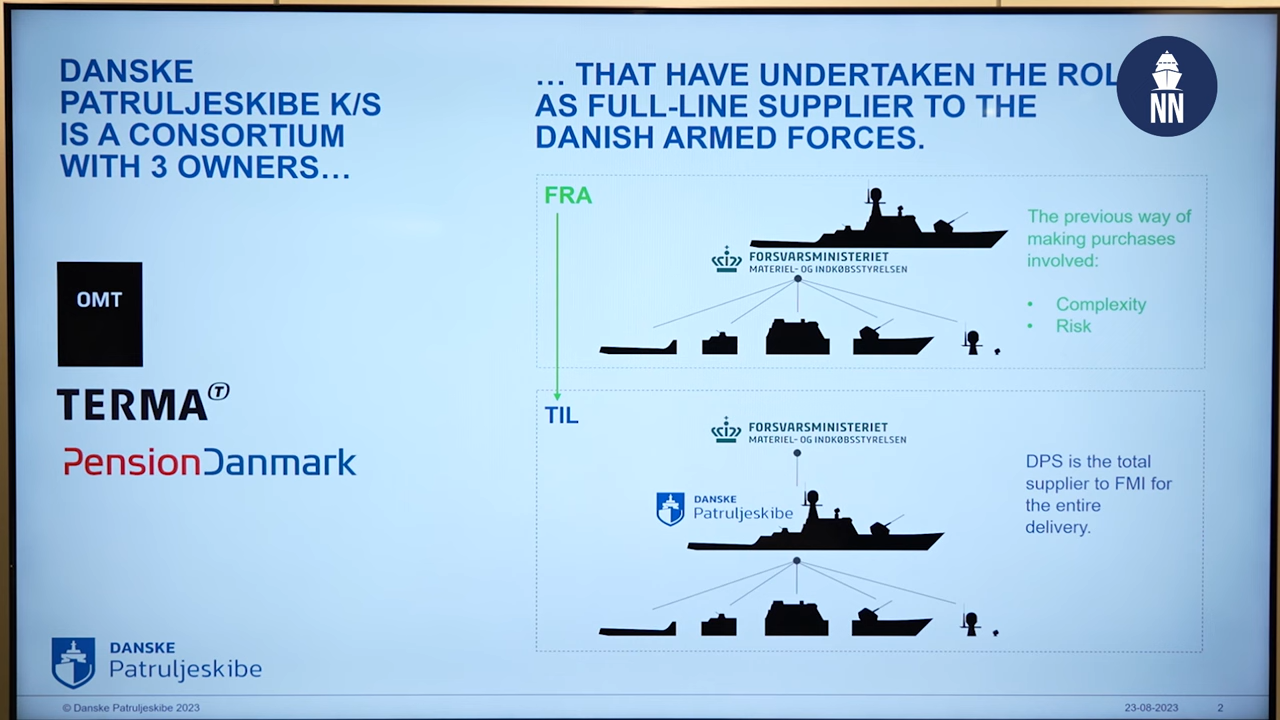 DANSKE
PATRULJESKIBE K/S
IS A CONSORTIUM
WITH 3 OWNERS...
... THAT HAVE UNDERTAKEN THE ROL
AS FULL-LINE SUPPLIER TO THE
DANISH ARMED FORCES.
NN
OMT
TERMA T
PensionDanmark
FRA
FORSVARSMINISTERIET
MATERIEL- OG INDKØBSSTYRELSEN
The previous way of
making purchases
involved:
• Complexity
• Risk
TIL
FORSVARSMINISTERIET
MATERIEL- OG INDKØBSSTYRELSEN
DANSKE
Patruljeskibe
DPS is the total
supplier to FMI for
the entire
delivery.
DANSKE
Patruljeskibe
© Danske Patruljeskibe 2023
23-08-2023
2